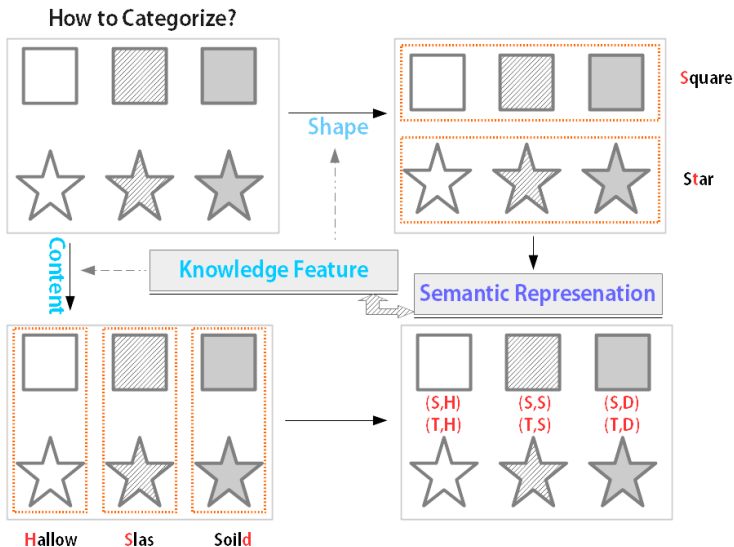 How to Categorize?
Square
Shape
Star
Content
Knowledge Feature
Semantic Represenation
(S,H) (S,S) (S,D)
(T,H) (T,S) (T,D)
Hallow Slas Soild